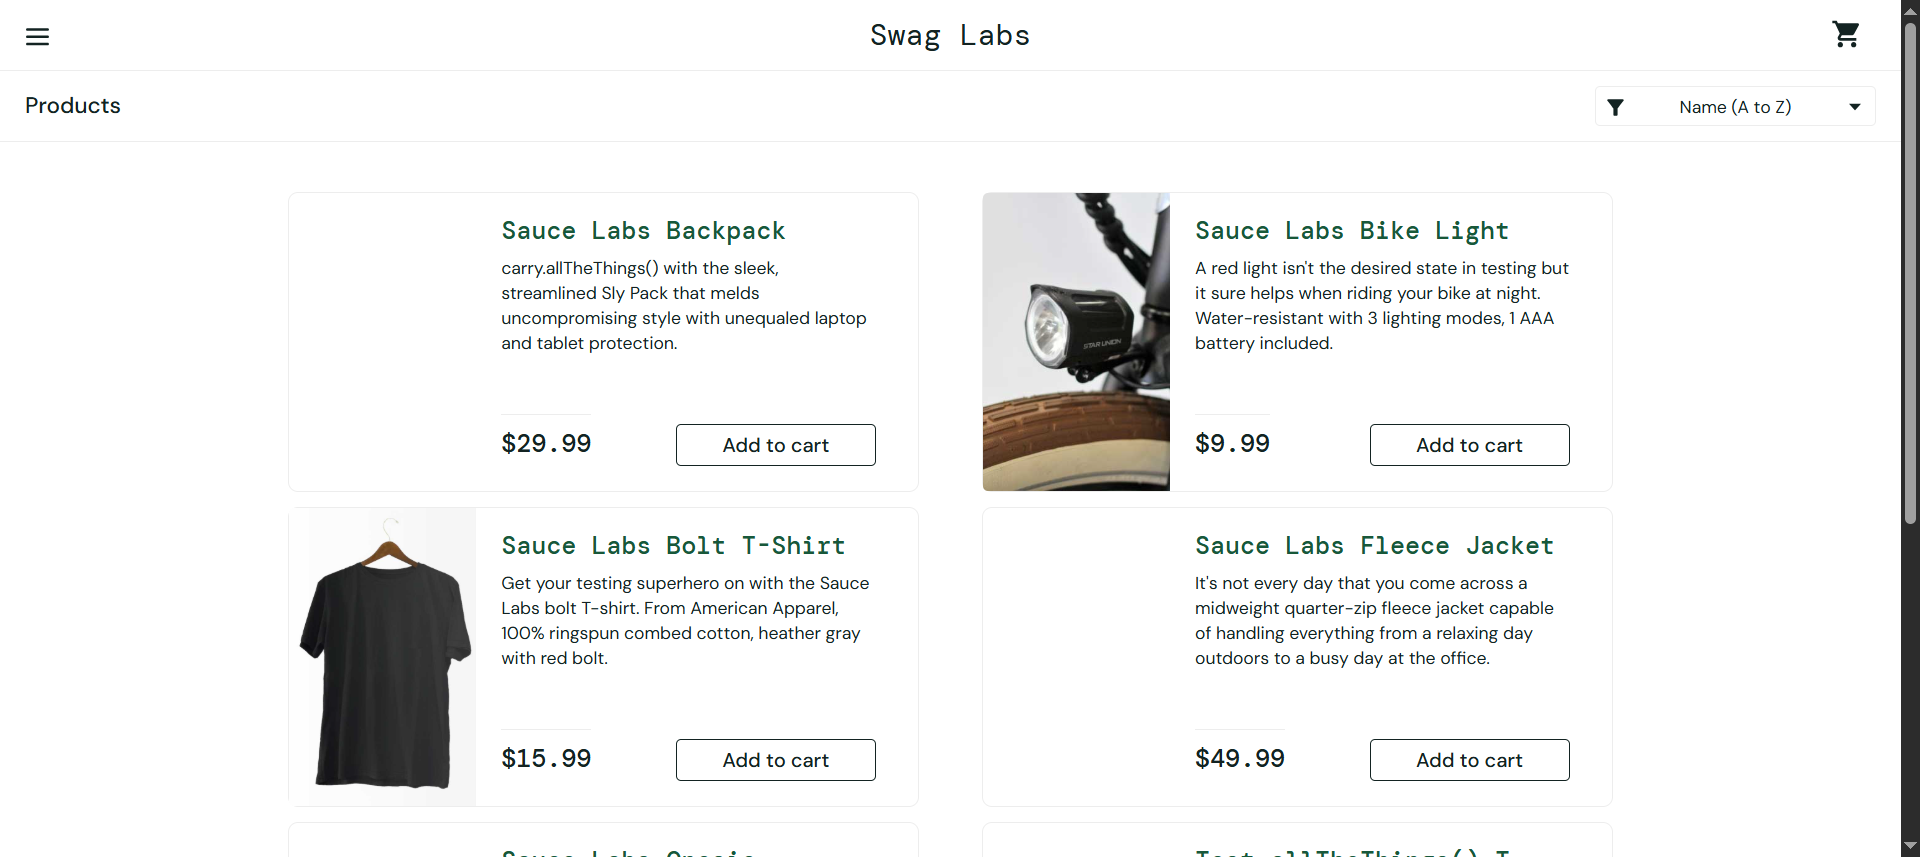 Swag Labs
Products
Name (A to Z)
Sauce Labs Backpack
carry.allTheThings() with the sleek,
streamlined Sly Pack that melds
uncompromising style with unequaled laptop
and tablet protection.
$29.99
Add to cart
STAR UNION
Sauce Labs Bike Light
A red light isn't the desired state in testing but
it sure helps when riding your bike at night.
Water-resistant with 3 lighting modes, 1 AAA
battery included.
$9.99
Add to cart
Sauce Labs Bolt T-Shirt
Get your testing superhero on with the Sauce
Labs bolt T-shirt. From American Apparel,
100% ringspun combed cotton, heather gray
with red bolt.
$15.99
Add to cart
Sauce Labs Fleece Jacket
It's not every day that you come across a
midweight quarter-zip fleece jacket capable
of handling everything from a relaxing day
outdoors to a busy day at the office.
$49.99
Add to cart
Sauce Labs Onesie
Test.allTheThings() T